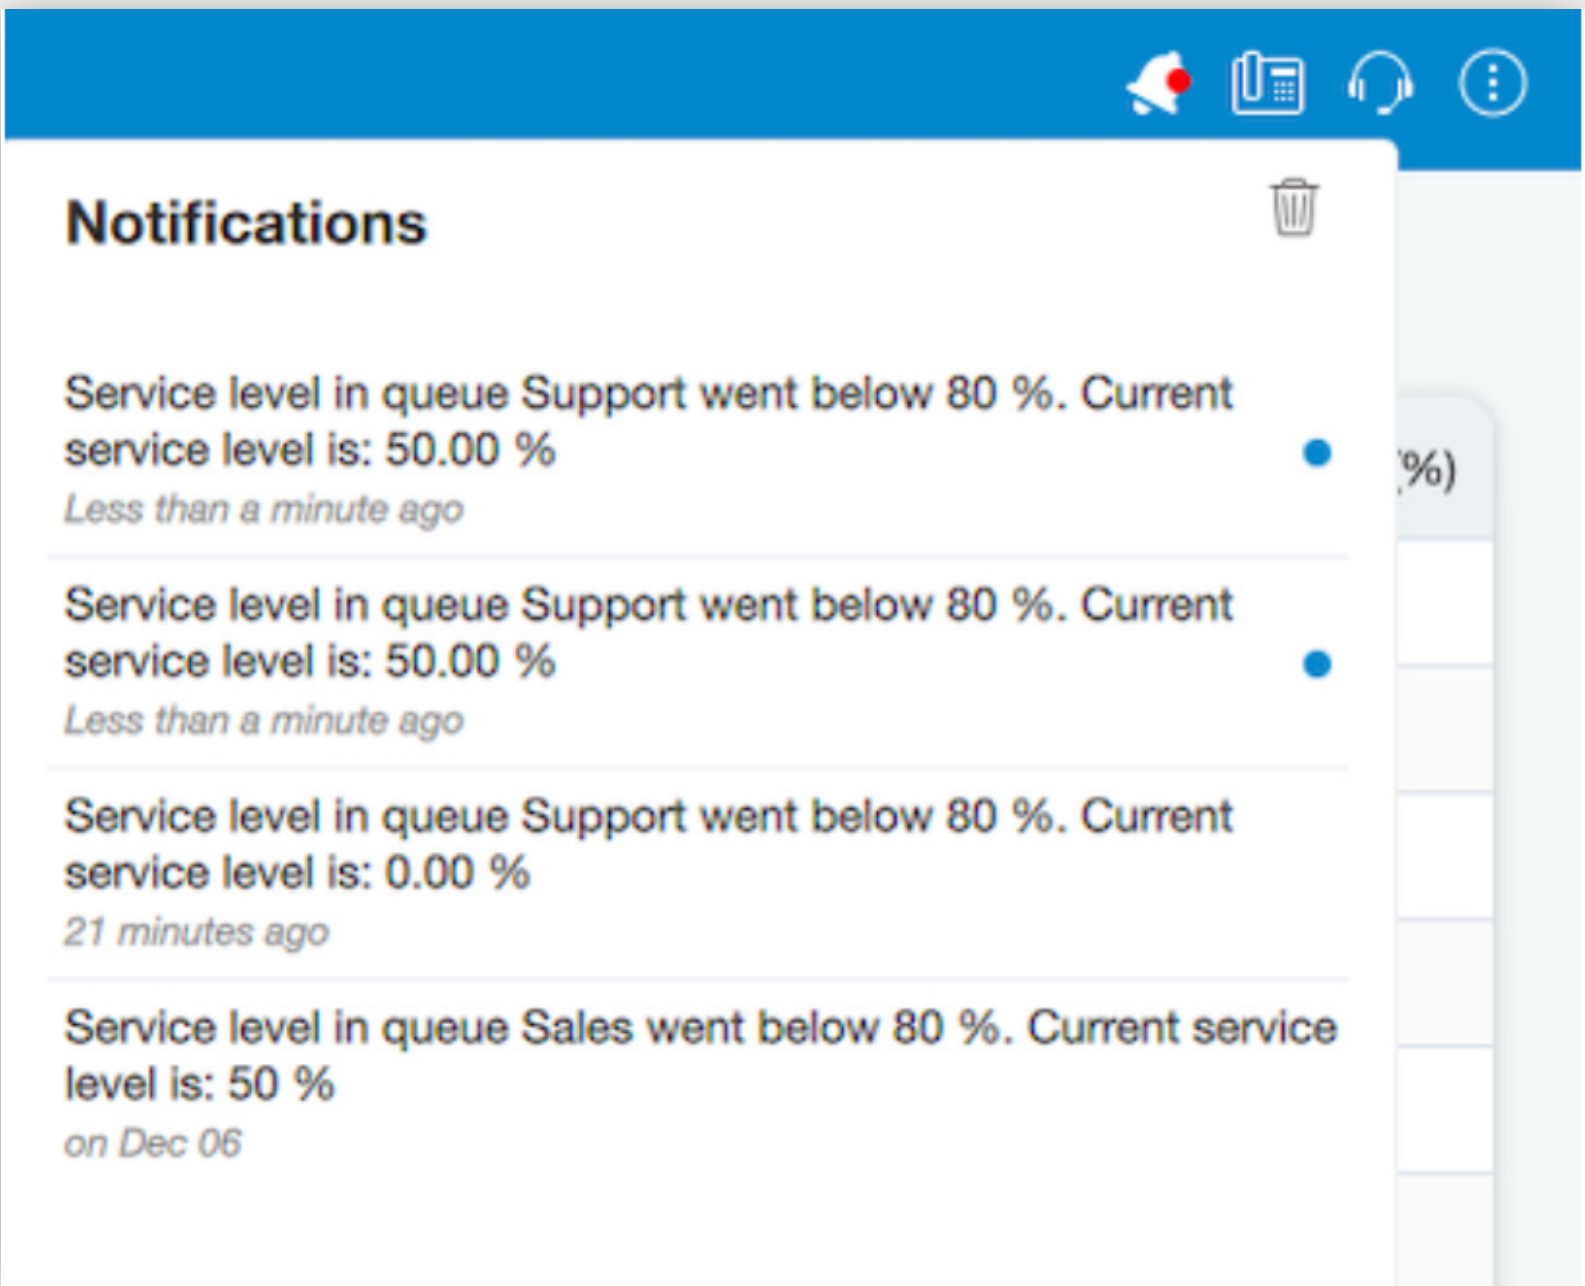 Notifications
Service level in queue Support went below 80 %. Current
service level is: 50.00 %
Less than a minute ago
(%)
Service level in queue Support went below 80 %. Current
service level is: 50.00 %
Less than a minute ago
Service level in queue Support went below 80 %. Current
service level is: 0.00 %
21 minutes ago
Service level in queue Sales went below 80 %. Current service
level is: 50 %
on Dec 06